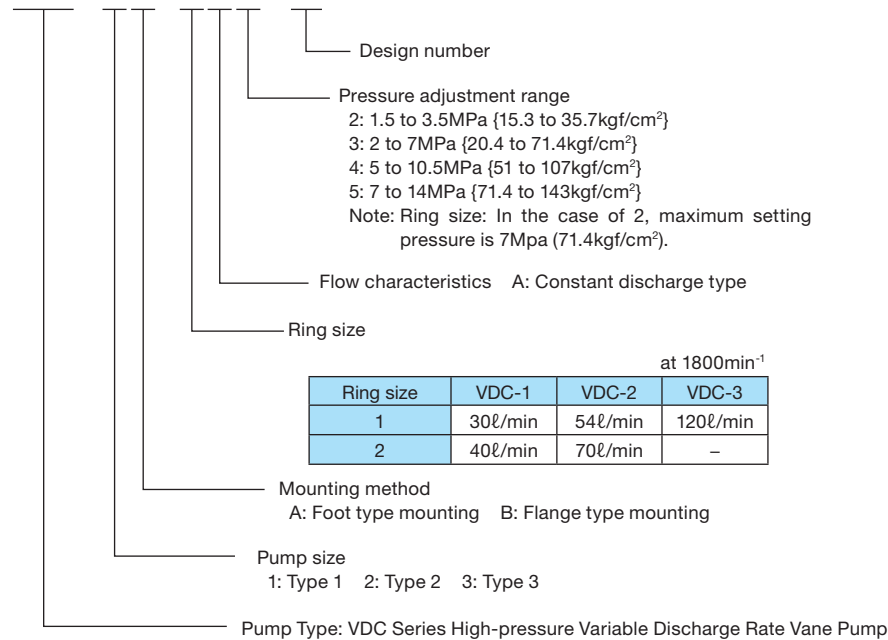 Design number
Pressure adjustment range
2: 1.5 to 3.5MPa {15.3 to 35.7kgf/cm²}
3: 2 to 7MPa {20.4 to 71.4kgf/cm²}
4: 5 to 10.5MPa {51 to 107kgf/cm²}
5: 7 to 14MPa {71.4 to 143kgf/cm²}
Note: Ring size: In the case of 2, maximum setting
pressure is 7Mpa (71.4kgf/cm²).
Flow characteristics A: Constant discharge type
Ring size
at 1800min⁻¹
Ring size VDC-1 VDC-2 VDC-3
1 30ℓ/min 54ℓ/min 120ℓ/min
2 40ℓ/min 70ℓ/min –
Mounting method
A: Foot type mounting B: Flange type mounting
Pump size
1: Type 1 2: Type 2 3: Type 3
Pump Type: VDC Series High-pressure Variable Discharge Rate Vane Pump